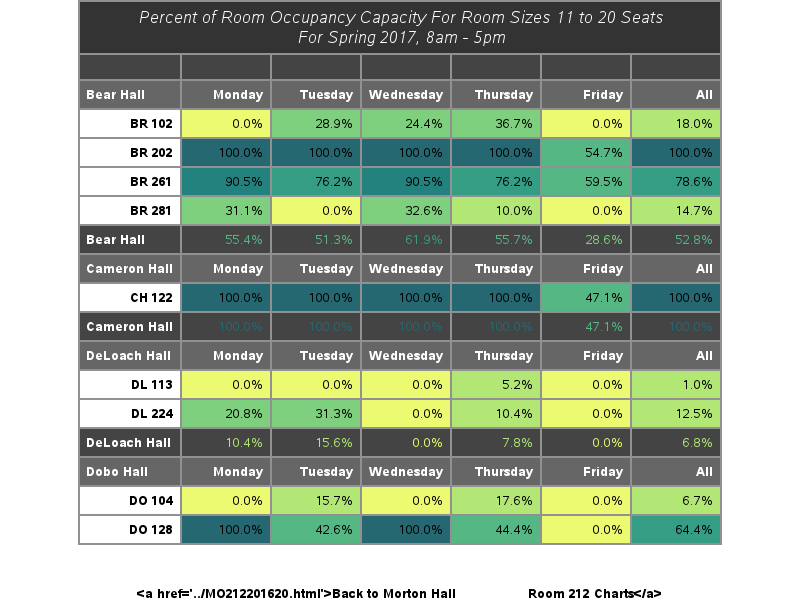 Percent of Room Occupancy Capacity For Room Sizes 11 to 20 Seats
For Spring 2017, 8am - 5pm
Bear Hall Monday Tuesday Wednesday Thursday Friday All
BR 102 0.0% 28.9% 24.4% 36.7% 0.0% 18.0%
BR 202 100.0% 100.0% 100.0% 100.0% 54.7% 100.0%
BR 261 90.5% 76.2% 90.5% 76.2% 59.5% 78.6%
BR 281 31.1% 0.0% 32.6% 10.0% 0.0% 14.7%
Bear Hall 55.4% 51.3% 61.9% 55.7% 28.6% 52.8%
Cameron Hall Monday Tuesday Wednesday Thursday Friday All
CH 122 100.0% 100.0% 100.0% 100.0% 47.1% 100.0%
Cameron Hall 100.0% 100.0% 100.0% 100.0% 47.1% 100.0%
DeLoach Hall Monday Tuesday Wednesday Thursday Friday All
DL 113 0.0% 0.0% 0.0% 5.2% 0.0% 1.0%
DL 224 20.8% 31.3% 0.0% 10.4% 0.0% 12.5%
DeLoach Hall 10.4% 15.6% 0.0% 7.8% 0.0% 6.8%
Dobo Hall Monday Tuesday Wednesday Thursday Friday All
DO 104 0.0% 15.7% 0.0% 17.6% 0.0% 6.7%
DO 128 100.0% 42.6% 100.0% 44.4% 0.0% 64.4%
<a href='../MO212201620.html'>Back to Morton Hall Room 212 Charts</a>